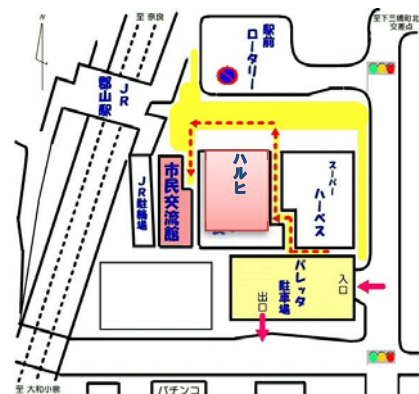 至 奈良
至下三橋町北
交差点
N
駅前
ロータリー
JR
郡山駅
ハルヒ
スーパー
ハーベス
市民交流館
JR駐輪場
パレッタ
駐車場
入口
出口
至 大和小泉
パチンコ